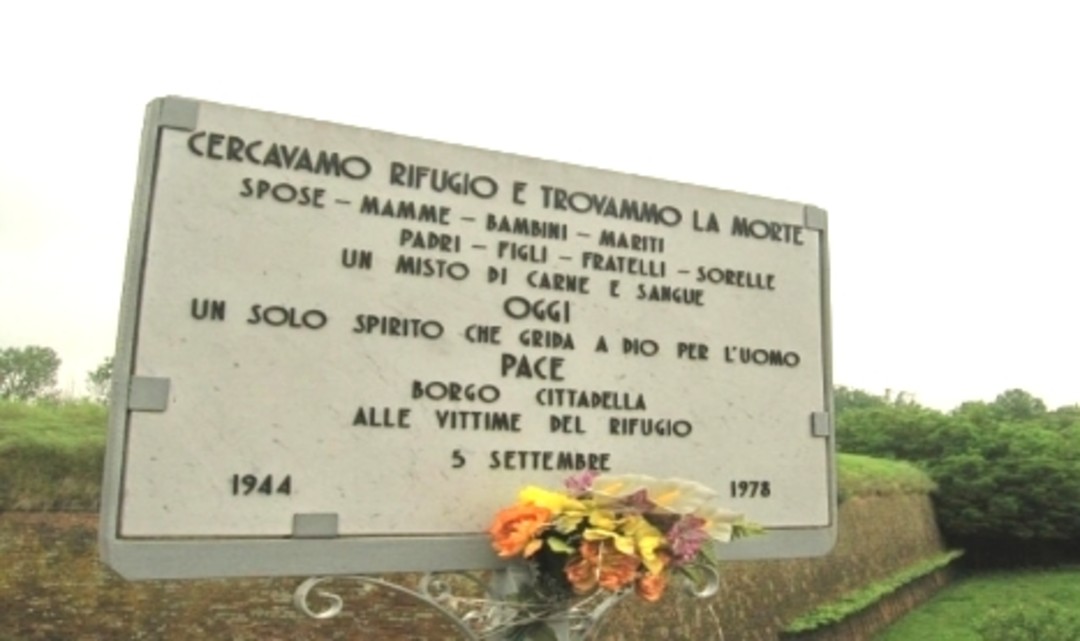 CERCAVAMO RIFUGIO E TROVAMMO LA MORTE
SPOSE – MAMME – BAMBINI – MARITI
PADRI – FIGLI – FRATELLI – SORELLE
UN MISTO DI CARNE E SANGUE
OGGI
UN SOLO SPIRITO CHE GRIDA A DIO PER L'UOMO
PACE
BORGO CITTADELLA
ALLE VITTIME DEL RIFUGIO
5 SETTEMBRE
1944 1978